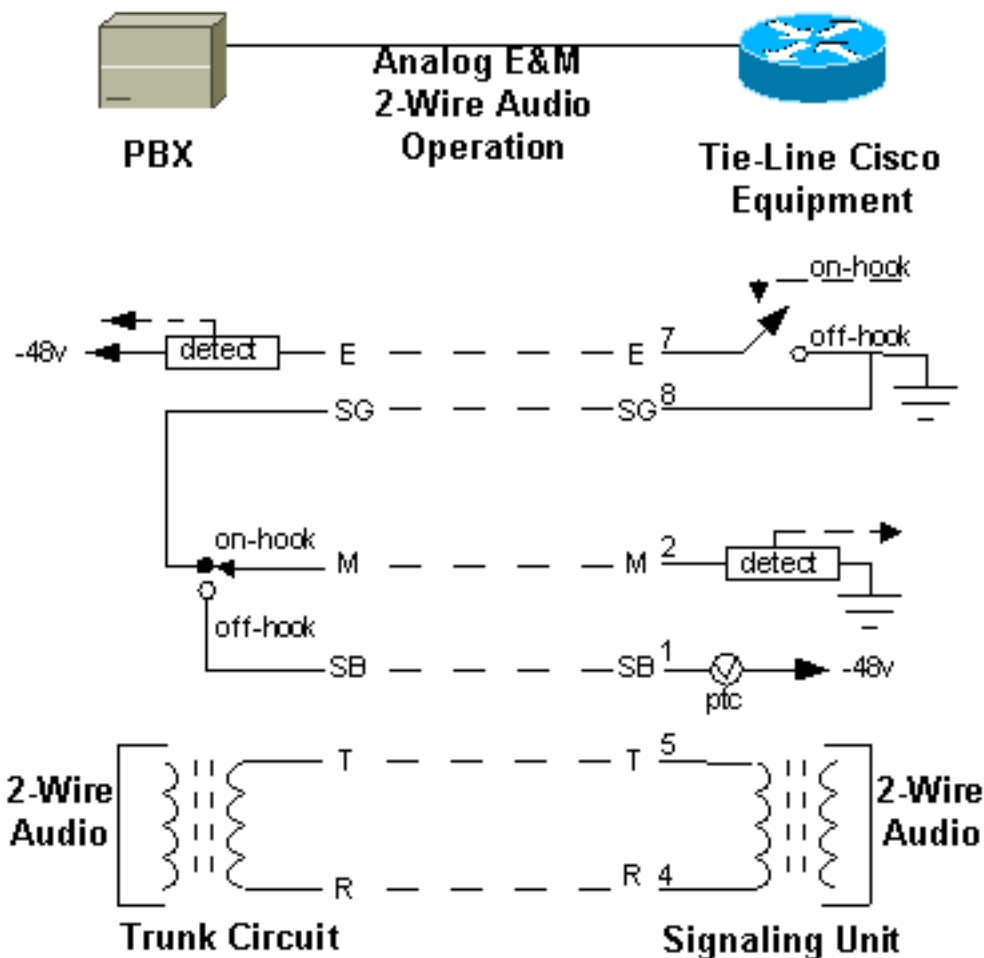 Analog E&M
2-Wire Audio
Operation
PBX
Tie-Line Cisco
Equipment
on-hook
-48v detect E E 7 off-hook
SG SG 8
on-hook
M M 2 detect
off-hook
SB SB 1 -48v
ptc
T T 5
2-Wire
Audio
2-Wire
Audio
R R 4
Trunk Circuit
Signaling Unit